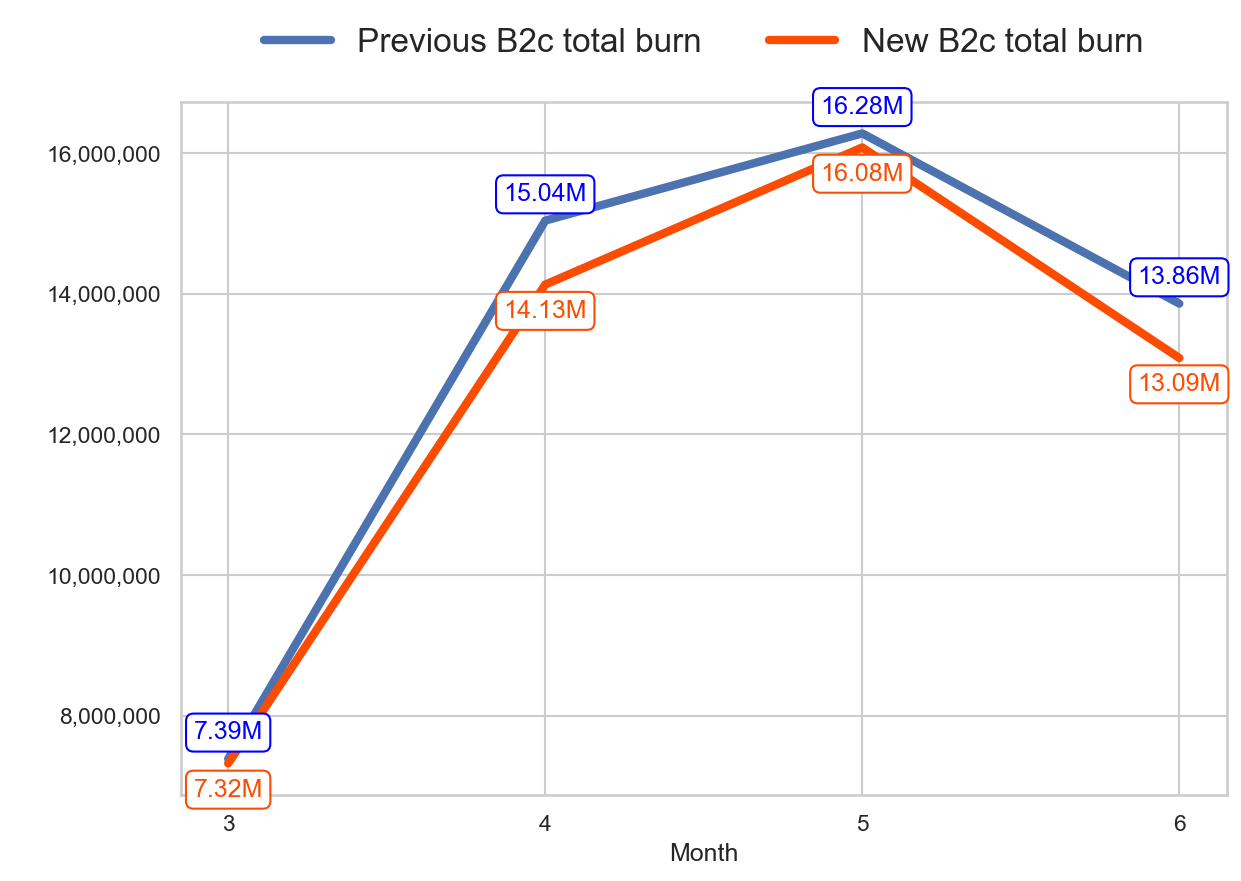 Previous B2c total burn New B2c total burn
16.28M
16,000,000
16.08M
15.04M
14,000,000
14.13M
13.86M
13.09M
12,000,000
10,000,000
8,000,000
7.39M
7.32M
3 4 5 6
Month